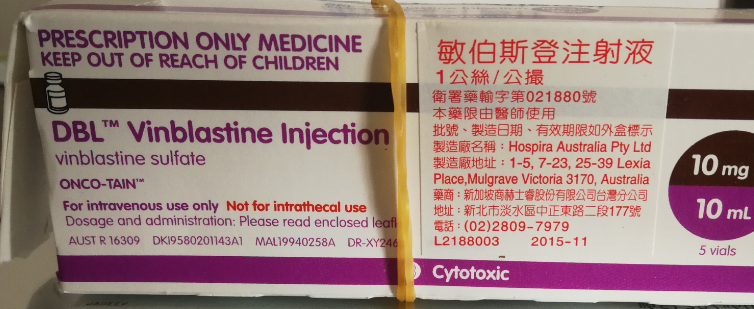 PRESCRIPTION ONLY MEDICINE
KEEP OUT OF REACH OF CHILDREN
DBL™ Vinblastine Injection
vinblastine sulfate
ONCO-TAIN™
For intravenous use only Not for intrathecal use
Dosage and administration: Please read enclosed
AUST R 16309 DKI9580201143A1 MAL19940258A DR-XY246
敏伯斯登注射液
1公絲/公撮
衛署藥輸字第021880號
本藥限由醫師使用
批號、製造日期、有效期限如外盒標示
製造廠名稱：Hospira Australia Pty Ltd
製造廠地址：1-5, 7-23, 25-39 Lexia
Place,Mulgrave Victoria 3170, Australia
藥商：新加坡商赫士睿股份有限公司台灣分公司
地址：新北市淡水區中正東路二段177號
電話：(02)2809-7979
L2188003 2015-11
10 mg
10 mL
5 vials
Cytotoxic